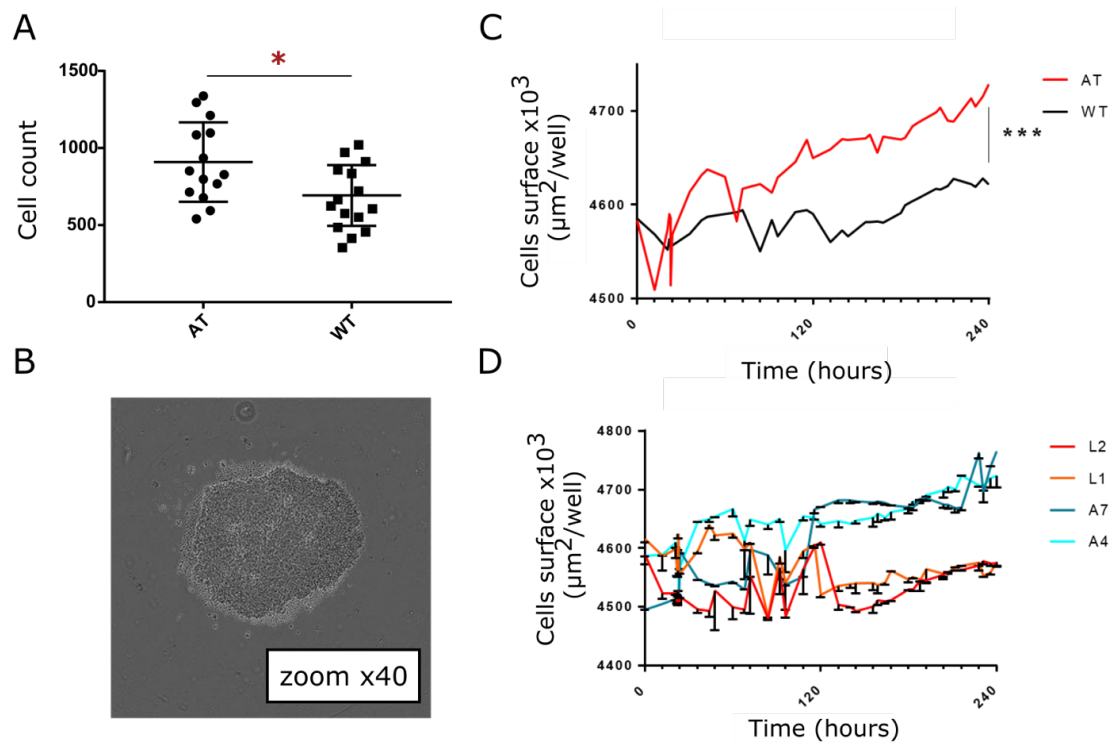 A
*
1500
1000
500
0
Cell count
AT
WT
B
zoom x40
C
Cells surface x10³
(µm²/well)
4700
4600
4500
0
120
240
Time (hours)
AT
WT
***
D
Cells surface x10³
(µm²/well)
4800
4700
4600
4500
4400
0
120
240
Time (hours)
L2
L1
A7
A4